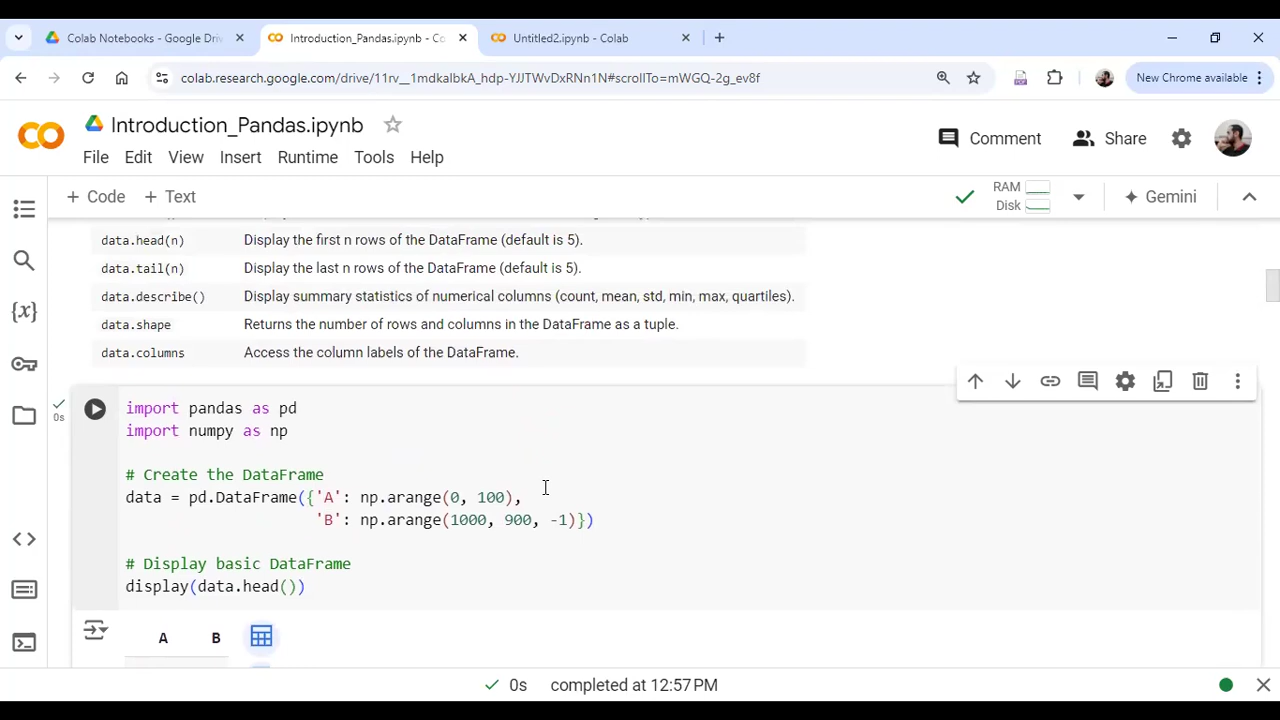 Colab Notebooks - Google Driv
Introduction_Pandas.ipynb - Co
Untitled2.ipynb - Colab
colab.research.google.com/drive/11rv__1mdkaIbkA_hdp-YJJTWvDxRNn1N#scrollTo=mWGQ-2g_ev8f
New Chrome available
Introduction_Pandas.ipynb
Comment
Share
File Edit View Insert Runtime Tools Help
+ Code + Text
RAM
Disk
Gemini
data.head(n) Display the first n rows of the DataFrame (default is 5).
data.tail(n) Display the last n rows of the DataFrame (default is 5).
data.describe() Display summary statistics of numerical columns (count, mean, std, min, max, quartiles).
data.shape Returns the number of rows and columns in the DataFrame as a tuple.
data.columns Access the column labels of the DataFrame.
0s
import pandas as pd
import numpy as np
# Create the DataFrame
data = pd.DataFrame({'A': np.arange(0, 100),
'B': np.arange(1000, 900, -1)})
# Display basic DataFrame
display(data.head())
A B
0s completed at 12:57 PM